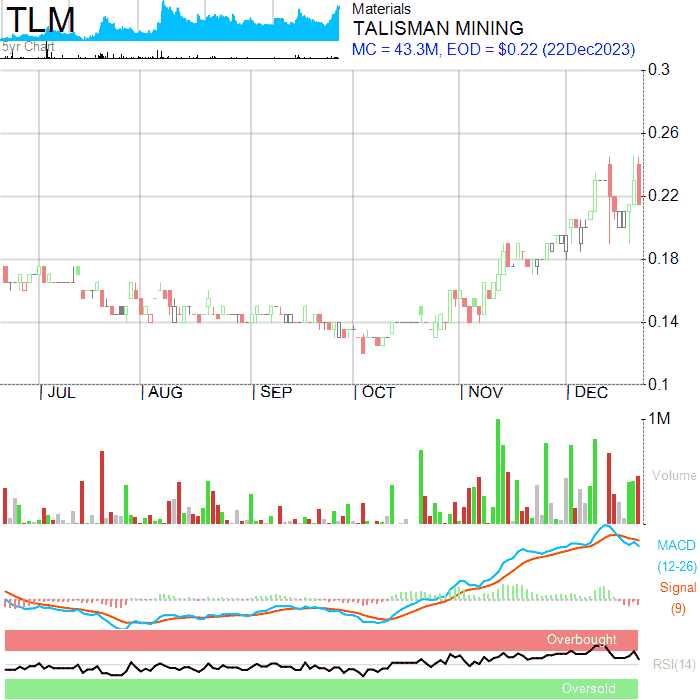 TLM
5yr Chart
Materials
TALISMAN MINING
MC = 43.3M, EOD = $0.22 (22Dec2023)
0.3
0.26
0.22
0.18
0.14
0.1
JUL AUG SEP OCT NOV DEC
1M
Volume
MACD
(12-26)
Signal
(9)
Overbought
RSI(14)
Oversold